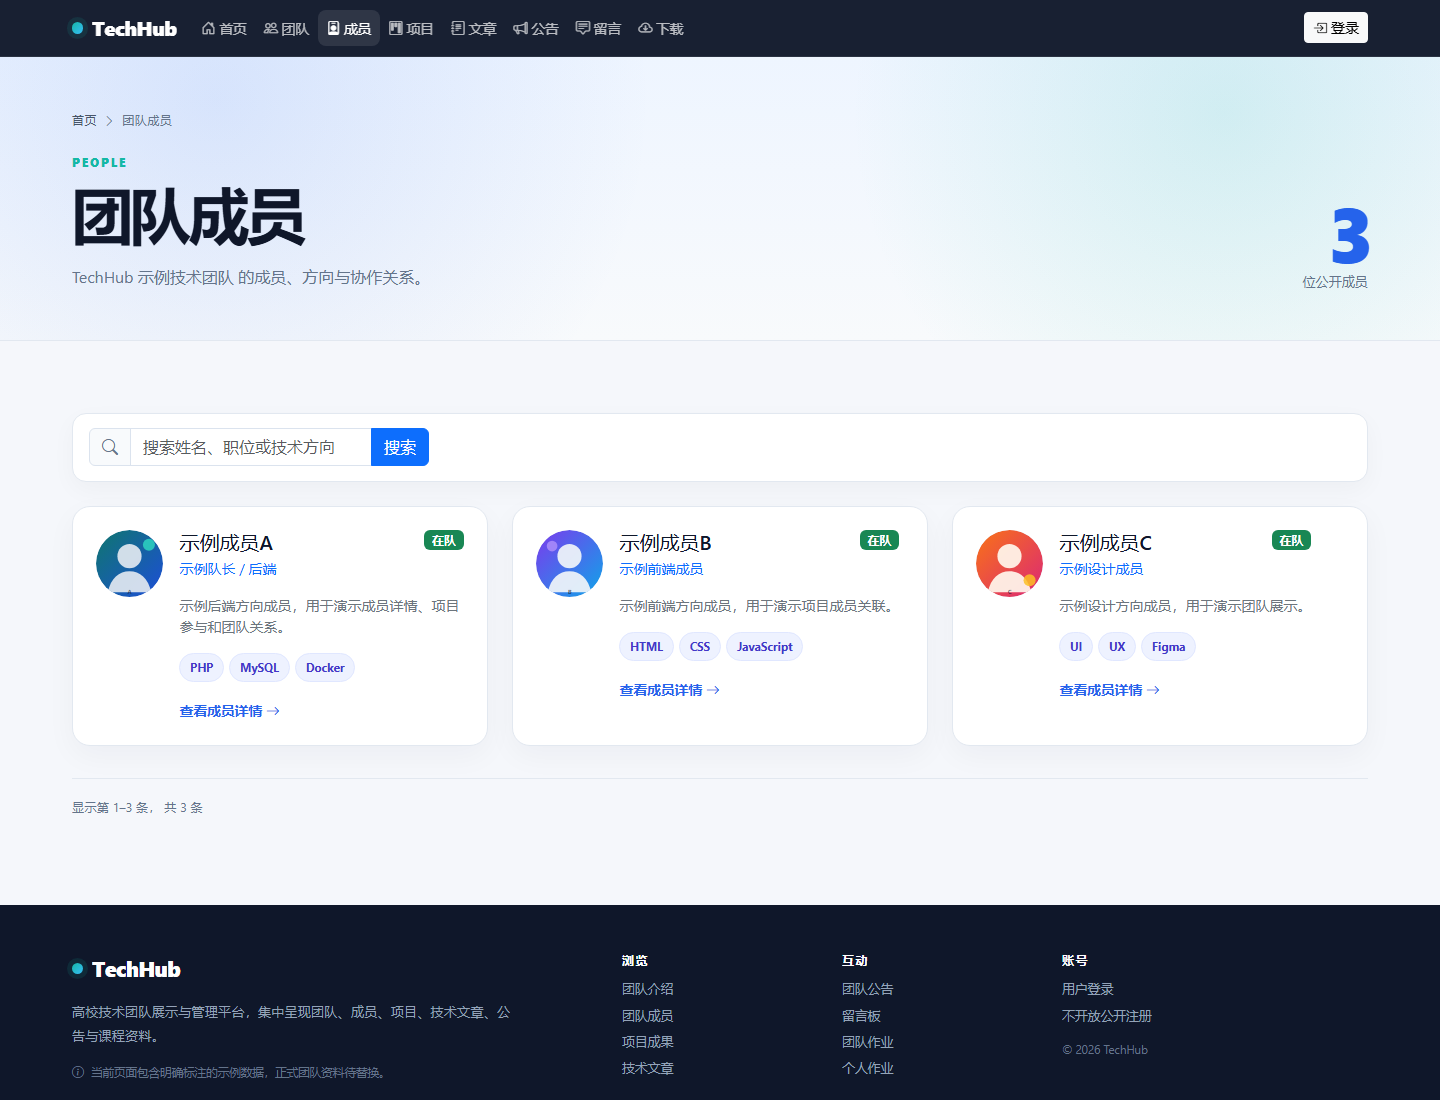 TechHub 首页 团队 成员 项目 文章 公告 留言 下载 登录
首页 > 团队成员
PEOPLE
团队成员
TechHub 示例技术团队 的成员、方向与协作关系。
3
位公开成员
搜索姓名、职位或技术方向 搜索
示例成员A 在队
示例队长 / 后端
示例后端方向成员，用于演示成员详情、项目
参与和团队关系。
PHP MySQL Docker
查看成员详情 →
示例成员B 在队
示例前端成员
示例前端方向成员，用于演示项目成员关联。
HTML CSS JavaScript
查看成员详情 →
示例成员C 在队
示例设计成员
示例设计方向成员，用于演示团队展示。
UI UX Figma
查看成员详情 →
显示第 1–3 条， 共 3 条
TechHub
高校技术团队展示与管理平台，集中呈现团队、成员、项目、技术文章、公
告与课程资料。
当前页面包含明确标注的示例数据，正式团队资料待替换。
浏览
团队介绍
团队成员
项目成果
技术文章
互动
团队公告
留言板
团队作业
个人作业
账号
用户登录
不开放公开注册
© 2026 TechHub